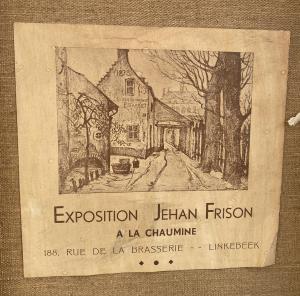 EXPOSITION JEHAN FRISON
A LA CHAUMINE
188, RUE DE LA BRASSERIE - - LINKEBEEK